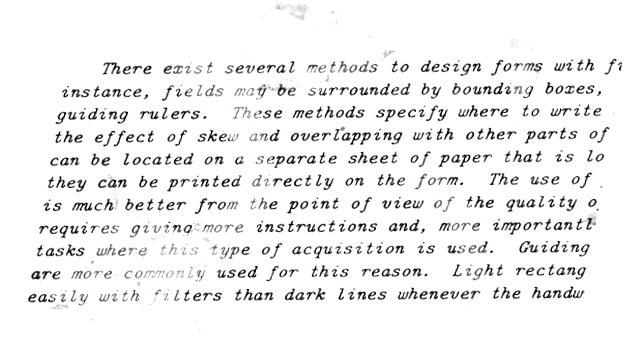 There exist several methods to design forms with fi
instance, fields may be surrounded by bounding boxes,
guiding rulers. These methods specify where to write
the effect of skew and overlapping with other parts of
can be located on a separate sheet of paper that is lo
they can be printed directly on the form. The use of
is much better from the point of view of the quality o
requires giving more instructions and, more importantl
tasks where this type of acquisition is used. Guiding
are more commonly used for this reason. Light rectang
easily with filters than dark lines whenever the handw